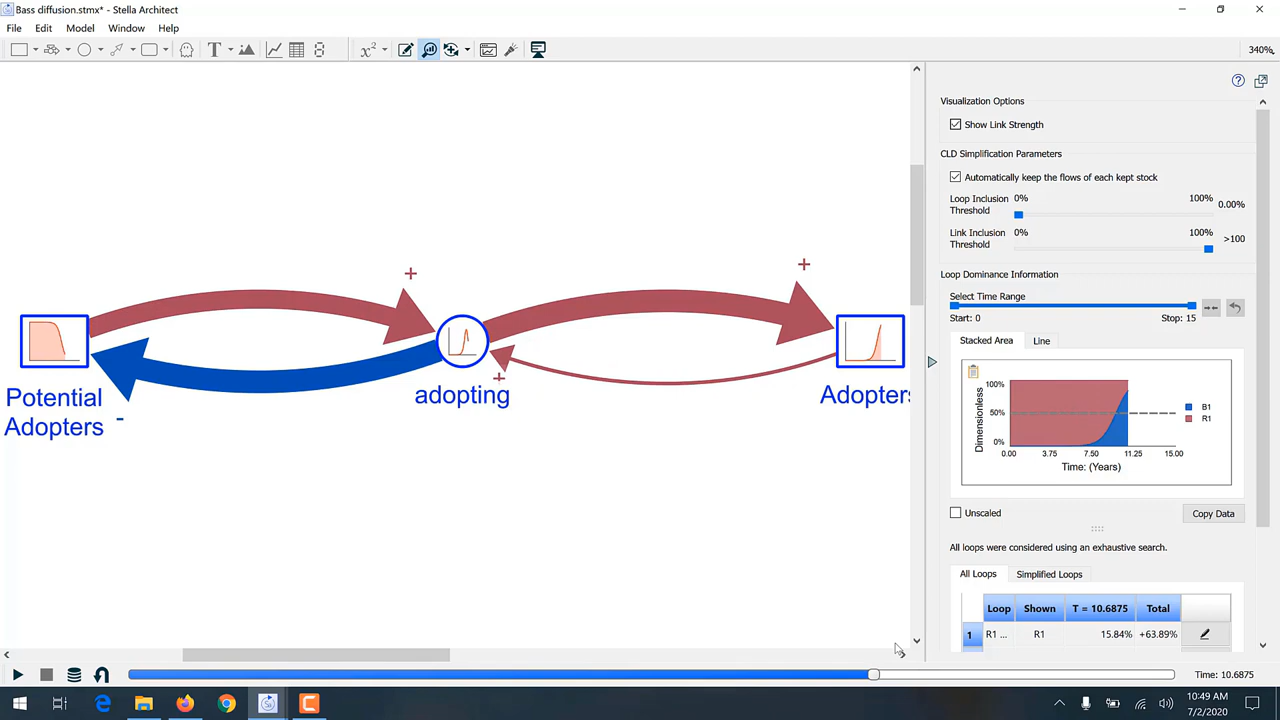 Bass diffusion.stmx* - Stella Architect
File Edit Model Window Help
340%
Visualization Options
Show Link Strength
CLD Simplification Parameters
Automatically keep the flows of each kept stock
Loop Inclusion Threshold 0% 100% 0.00%
Link Inclusion Threshold 0% 100% >100
Loop Dominance Information
Select Time Range
Start: 0 Stop: 15
Stacked Area Line
100%
50%
0%
Dimensionless
0.00 3.75 7.50 11.25 15.00
Time: (Years)
B1
R1
Unscaled Copy Data
All loops were considered using an exhaustive search.
All Loops Simplified Loops
Loop Shown T = 10.6875 Total
1 R1 ... R1 15.84% +63.89%
+ +
+
Potential
Adopters -
adopting
Adopters
Time: 10.6875
10:49 AM
7/2/2020